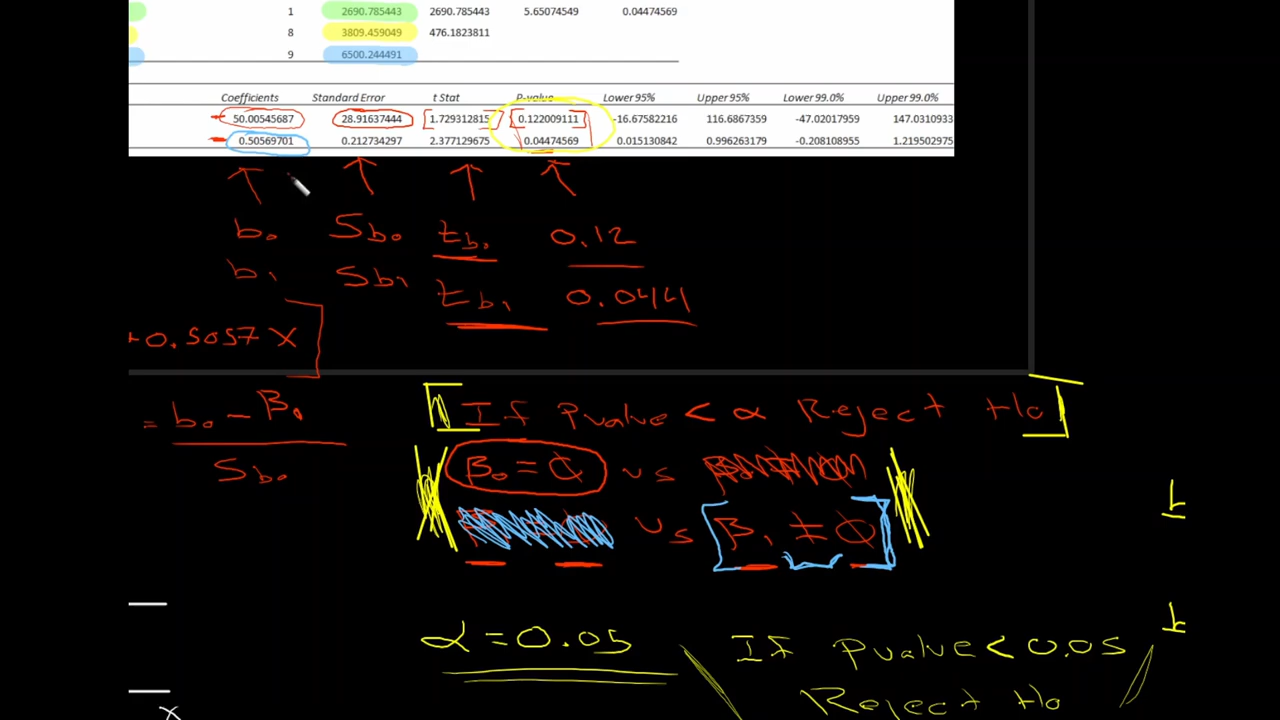 1 2690.785443 2690.785443 5.65074549 0.04474569
8 3809.459049 476.1823811
9 6500.244491
Coefficients Standard Error t Stat P-value Lower 95% Upper 95% Lower 99.0% Upper 99.0%
50.00545687 28.91637444 1.729312815 0.122009111 -16.67582216 116.6867359 -47.02017959 147.0310933
0.50569701 0.212734297 2.377129675 0.04474569 0.015130842 0.996263179 -0.208108955 1.219502975
b₀ Sb₀ tb₀ 0.12
b₁ Sb₁ tb₁ 0.044
+0.5057 X
= b₀ - β₀
Sb₀
If Pvalue < α Reject Ho
β₀ = 0 vs
vs β₁ ≠ 0
α = 0.05
If Pvalue < 0.05
Reject Ho
X